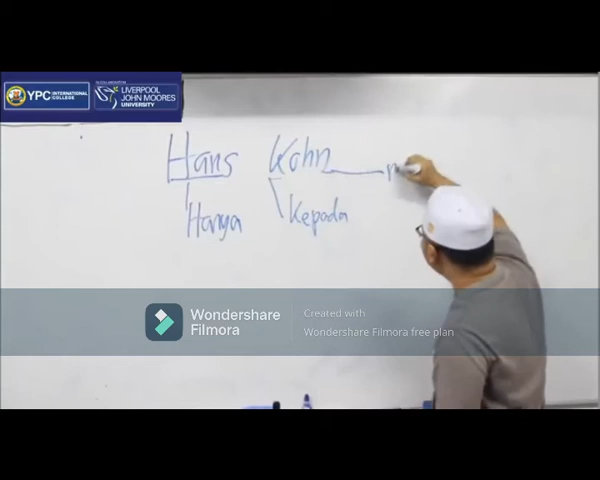 YPC INTERNATIONAL COLLEGE
LIVERPOOL JOHN MOORES UNIVERSITY
Hans Kohn
Hanya Kepada
Wondershare Filmora
Created with
Wondershare Filmora free plan